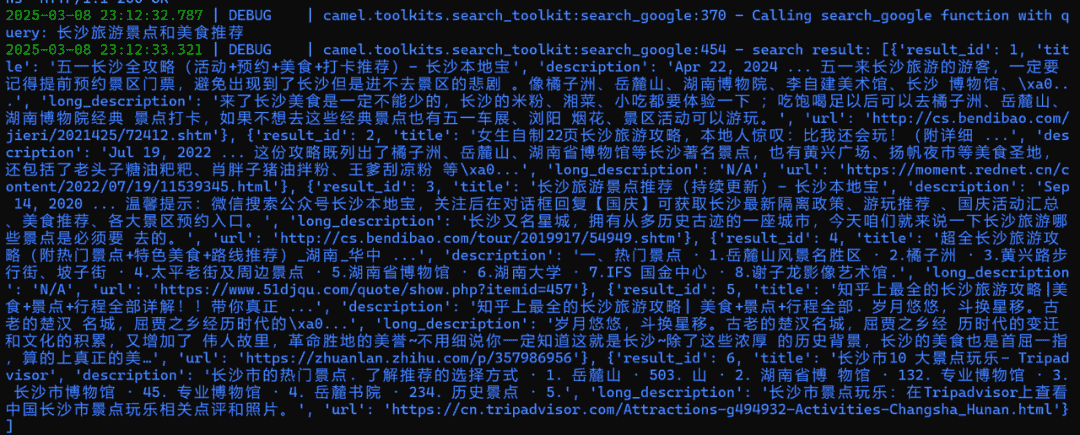 2025-03-08 23:12:32.787 | DEBUG    | camel.toolkits.search_toolkit:search_google:370 - Calling search_google function with q
uery: 长沙旅游景点和美食推荐
2025-03-08 23:12:33.321 | DEBUG    | camel.toolkits.search_toolkit:search_google:454 - search result: [{'result_id': 1, 'tit
le': '五一长沙全攻略（活动+预约+美食+打卡推荐）- 长沙本地宝', 'description': 'Apr 22, 2024 ... 五一来长沙旅游的游客，一定要
记得提前预约景区门票，避免出现到了长沙但是进不去景区的悲剧 。像橘子洲、岳麓山、湖南博物院、李自建美术馆、长沙 博物馆、\xa0..
.', 'long_description': '来了长沙美食是一定不能少的，长沙的米粉、湘菜、小吃都要体验一下 ；吃饱喝足以后可以去橘子洲、岳麓山、
湖南博物院经典 景点打卡，如果不想去这些经典景点也有五一车展、浏阳 烟花、景区活动可以游玩。', 'url': 'http://cs.bendibao.com/
jieri/2021425/72412.shtm'}, {'result_id': 2, 'title': '女生自制22页长沙旅游攻略，本地人惊叹：比我还会玩！（附详细 ...', 'des
cription': 'Jul 19, 2022 ... 这份攻略既列出了橘子洲、岳麓山、湖南省博物馆等长沙著名景点，也有黄兴广场、扬帆夜市等美食圣地，
还包括了老头子糖油粑粑、肖胖子猪油拌粉、王爹刮凉粉 等\xa0...', 'long_description': 'N/A', 'url': 'https://moment.rednet.cn/c
ontent/2022/07/19/11539345.html'}, {'result_id': 3, 'title': '长沙旅游景点推荐（持续更新）- 长沙本地宝', 'description': 'Sep
 14, 2020 ... 温馨提示：微信搜索公众号长沙本地宝，关注后在对话框回复【国庆】可获取长沙最新隔离政策、游玩推荐 、国庆活动汇总
、美食推荐、各大景区预约入口。', 'long_description': '长沙又名星城，拥有从多历史古迹的一座城市，今天咱们就来说一下长沙旅游哪
些景点是必须要 去的。', 'url': 'http://cs.bendibao.com/tour/2019917/54949.shtm'}, {'result_id': 4, 'title': '超全长沙旅游攻
略（附热门景点+特色美食+路线推荐）_湖南_华中 ...', 'description': '一、热门景点 · 1.岳麓山风景名胜区 · 2.橘子洲 · 3.黄兴路步
行街、坡子街 · 4.太平老街及周边景点 · 5.湖南省博物馆 · 6.湖南大学 · 7.IFS 国金中心 · 8.谢子龙影像艺术馆.', 'long_description':
'N/A', 'url': 'https://www.51djqu.com/quote/show.php?itemid=457'}, {'result_id': 5, 'title': '知乎上最全的长沙旅游攻略|美
食+景点+行程全部详解！！带你真正 ...', 'description': '知乎上最全的长沙旅游攻略| 美食+景点+行程全部. 岁月悠悠，斗换星移。古
老的楚汉 名城，屈贾之乡经历时代的\xa0...', 'long_description': '岁月悠悠，斗换星移。古老的楚汉名城，屈贾之乡经 历时代的变迁
和文化的积累，又增加了 伟人故里，革命胜地的美誉~不用细说你一定知道这就是长沙~除了这些浓厚 的历史背景，长沙的美食也是首屈一指
，算的上真正的美…', 'url': 'https://zhuanlan.zhihu.com/p/357986956'}, {'result_id': 6, 'title': '长沙市10 大景点玩乐- Tripad
visor', 'description': '长沙市的热门景点. 了解推荐的选择方式 · 1. 岳麓山 · 503. 山 · 2. 湖南省博 物馆 · 132. 专业博物馆 · 3.
 长沙市博物馆 · 45. 专业博物馆 · 4. 岳麓书院 · 234. 历史景点 · 5.', 'long_description': '长沙市景点玩乐：在Tripadvisor上查看
中国长沙市景点玩乐相关点评和照片。', 'url': 'https://cn.tripadvisor.com/Attractions-g494932-Activities-Changsha_Hunan.html'}
]